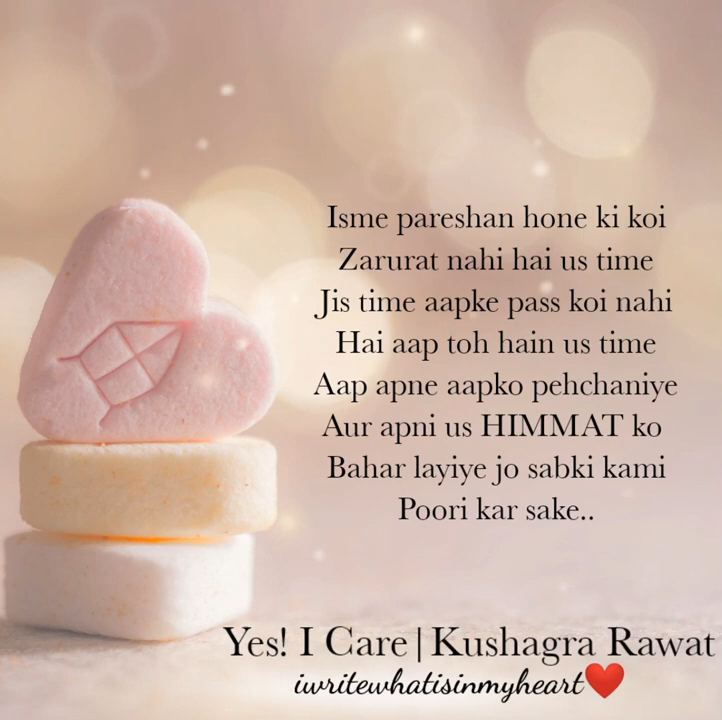 Isme pareshan hone ki koi
Zarurat nahi hai us time
Jis time aapke pass koi nahi
Hai aap toh hain us time
Aap apne aapko pehchaniye
Aur apni us HIMMAT ko
Bahar layiye jo sabki kami
Poori kar sake..
Yes! I Care|Kushagra Rawat
iwritewhatisinmyheart❤️